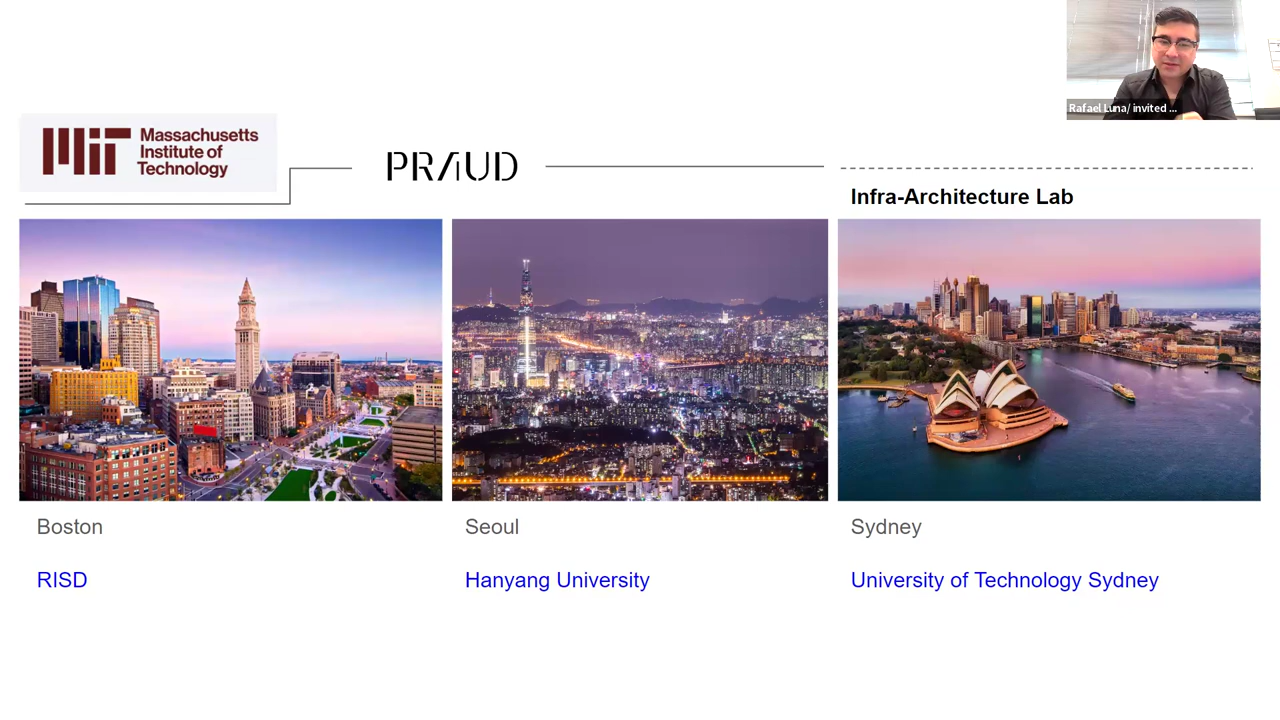 Rafael Luna/ invited ...
MIT
Massachusetts
Institute of
Technology
PRAUD
Infra-Architecture Lab
Boston
Seoul
Sydney
RISD
Hanyang University
University of Technology Sydney